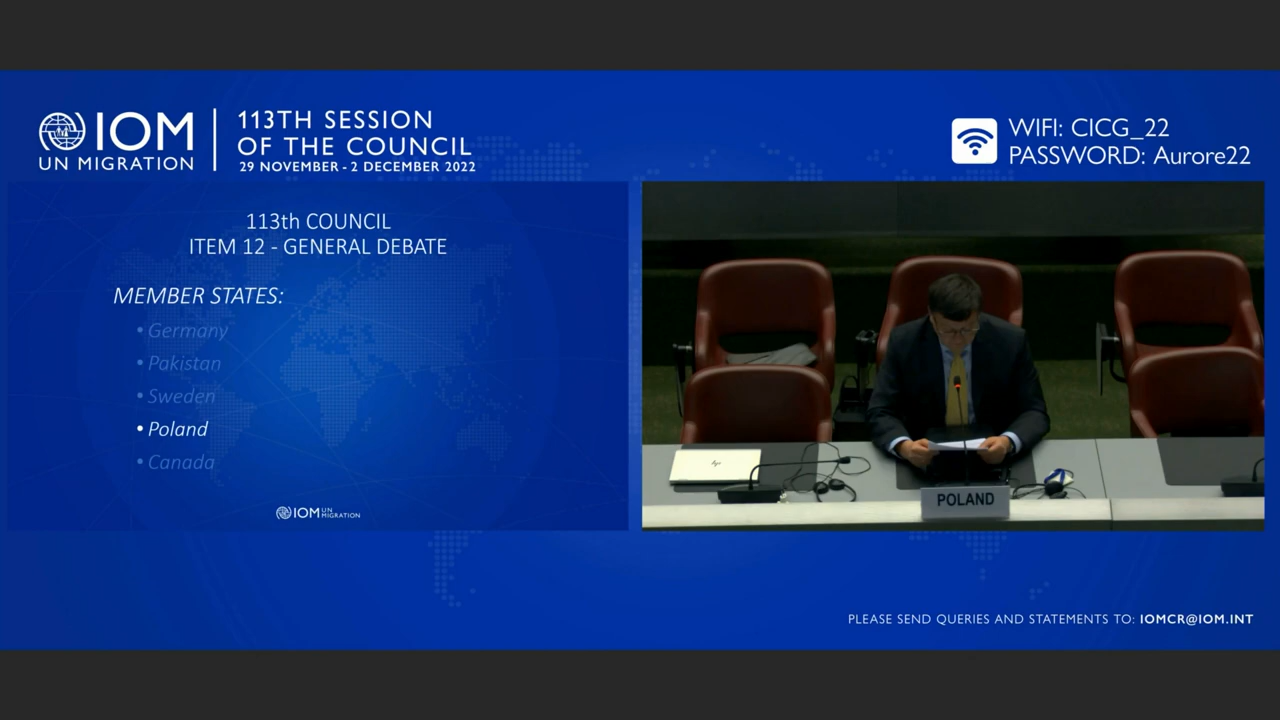 IOM
UN MIGRATION
113TH SESSION
OF THE COUNCIL
29 NOVEMBER - 2 DECEMBER 2022
WIFI: CICG_22
PASSWORD: Aurore22
113th COUNCIL
ITEM 12 - GENERAL DEBATE
MEMBER STATES:
• Germany
• Pakistan
• Sweden
• Poland
• Canada
IOM UN MIGRATION
POLAND
PLEASE SEND QUERIES AND STATEMENTS TO: IOMCR@IOM.INT